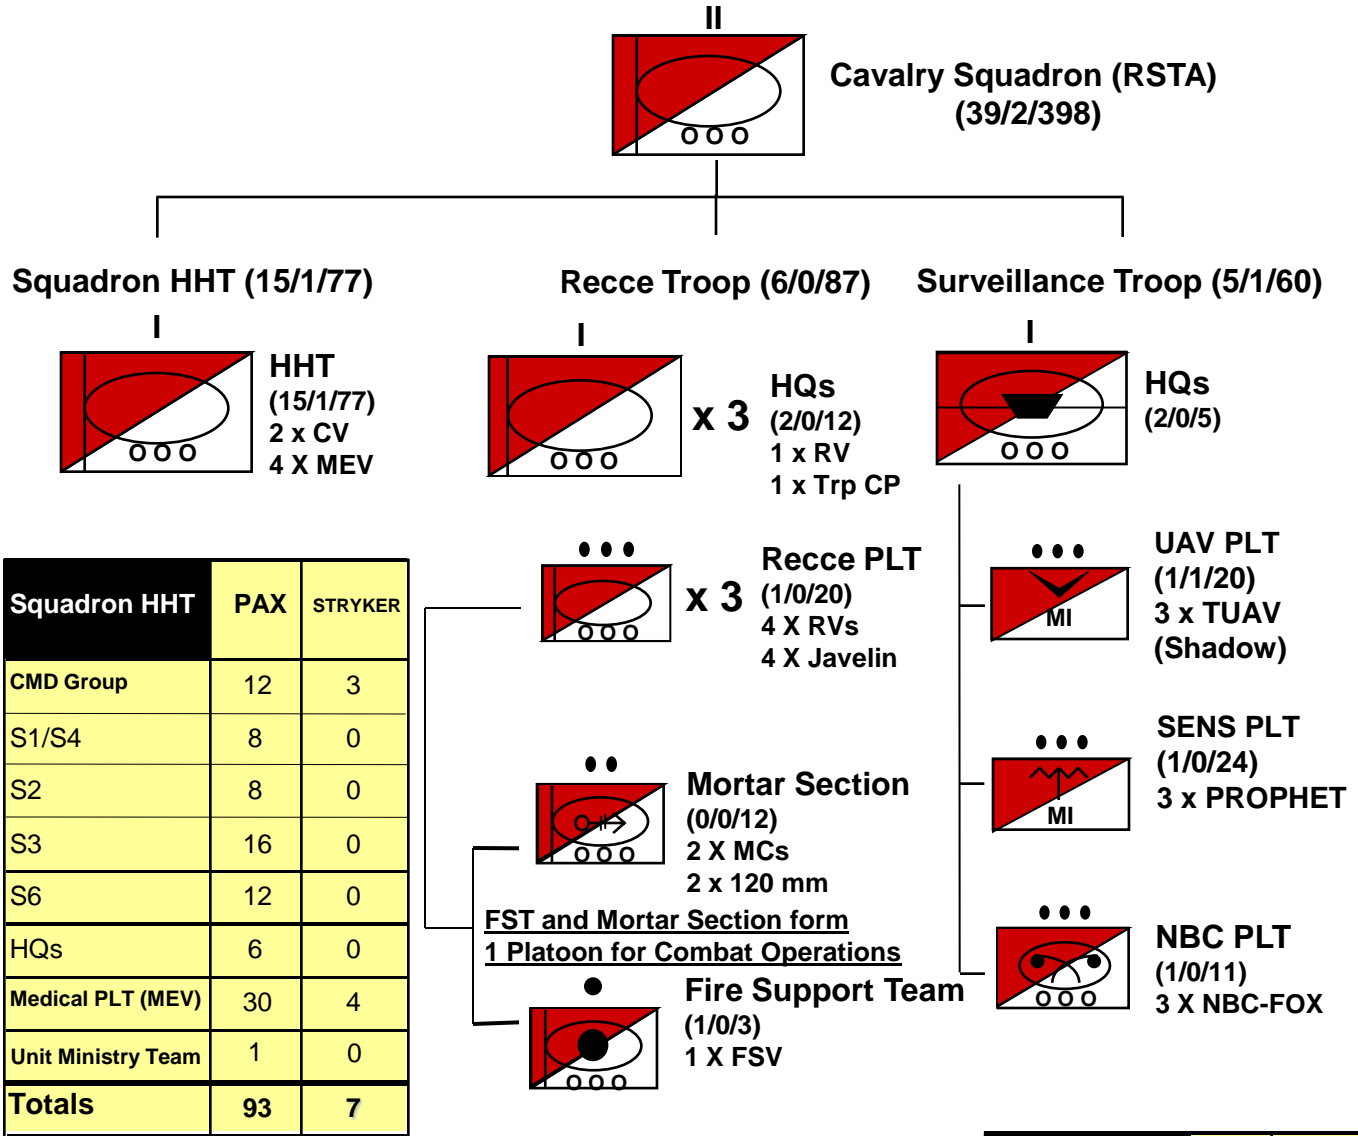 II
Cavalry Squadron (RSTA)
(39/2/398)
O O O
Squadron HHT (15/1/77)
I
HHT
(15/1/77)
2 x CV
4 X MEV
O O O
Recce Troop (6/0/87)
I
O O O
x 3
HQs
(2/0/12)
1 x RV
1 x Trp CP
Surveillance Troop (5/1/60)
I
O O O
HQs
(2/0/5)
Squadron HHT PAX STRYKER
CMD Group 12 3
S1/S4 8 0
S2 8 0
S3 16 0
S6 12 0
HQs 6 0
Medical PLT (MEV) 30 4
Unit Ministry Team 1 0
Totals 93 7
O O O
x 3
Recce PLT
(1/0/20)
4 X RVs
4 X Javelin
O O O
Mortar Section
(0/0/12)
2 X MCs
2 x 120 mm
FST and Mortar Section form
1 Platoon for Combat Operations
O O O
Fire Support Team
(1/0/3)
1 X FSV
MI
UAV PLT
(1/1/20)
3 x TUAV
(Shadow)
MI
SENS PLT
(1/0/24)
3 x PROPHET
O O O
NBC PLT
(1/0/11)
3 X NBC-FOX